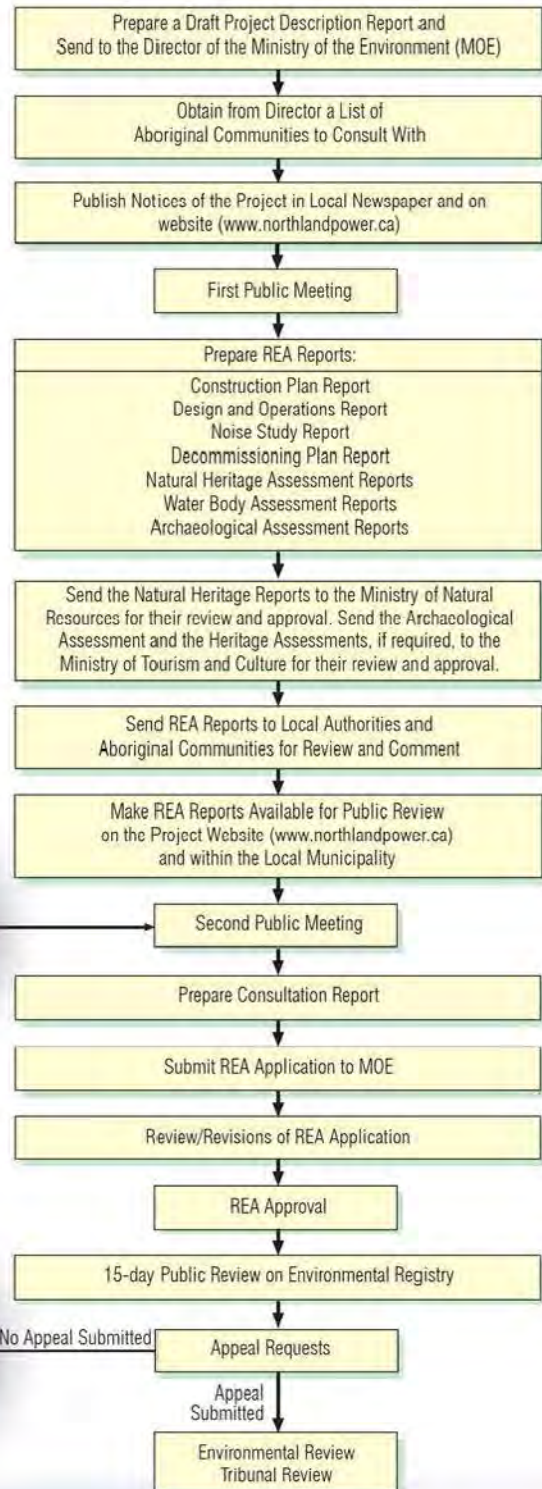 Prepare a Draft Project Description Report and
Send to the Director of the Ministry of the Environment (MOE)
Obtain from Director a List of
Aboriginal Communities to Consult With
Publish Notices of the Project in Local Newspaper and on
website (www.northlandpower.ca)
First Public Meeting
Prepare REA Reports:
Construction Plan Report
Design and Operations Report
Noise Study Report
Decommissioning Plan Report
Natural Heritage Assessment Reports
Water Body Assessment Reports
Archaeological Assessment Reports
Send the Natural Heritage Reports to the Ministry of Natural
Resources for their review and approval. Send the Archaeological
Assessment and the Heritage Assessments, if required, to the
Ministry of Tourism and Culture for their review and approval.
Send REA Reports to Local Authorities and
Aboriginal Communities for Review and Comment
Make REA Reports Available for Public Review
on the Project Website (www.northlandpower.ca)
and within the Local Municipality
Second Public Meeting
Prepare Consultation Report
Submit REA Application to MOE
Review/Revisions of REA Application
REA Approval
15-day Public Review on Environmental Registry
No Appeal Submitted
Appeal Requests
Appeal
Submitted
Environmental Review
Tribunal Review